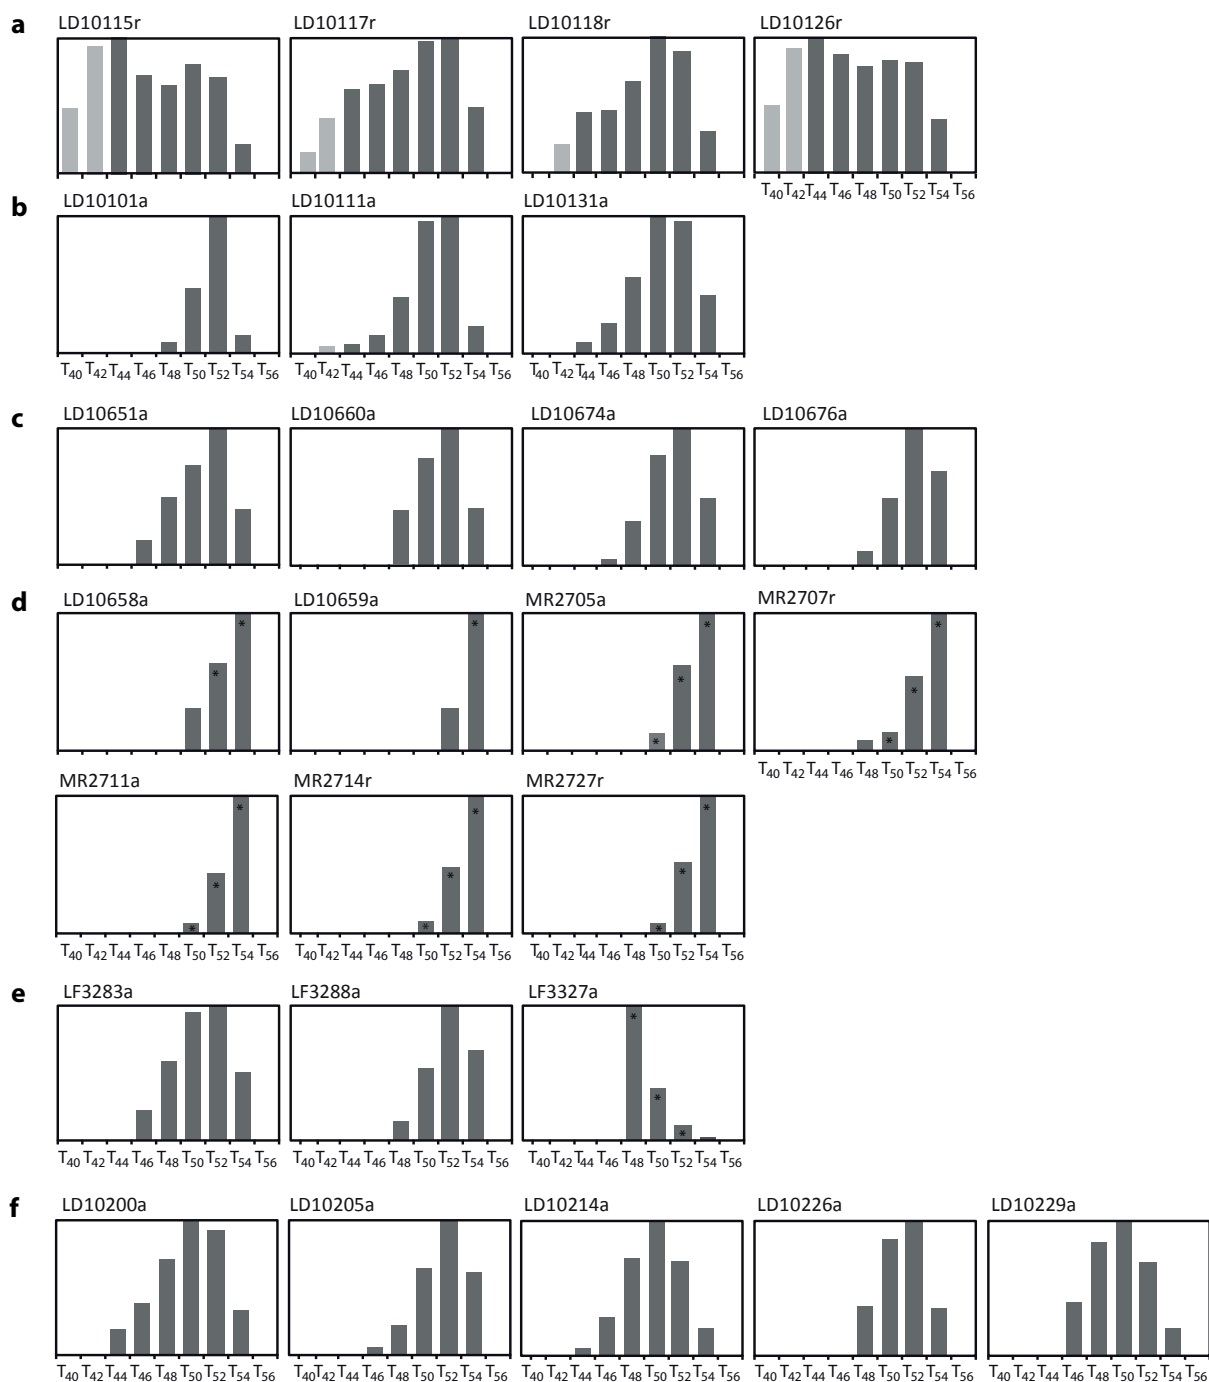 a
LD10115r LD10117r LD10118r LD10126r
T40 T42 T44 T46 T48 T50 T52 T54 T56
b
LD10101a LD10111a LD10131a
T40 T42 T44 T46 T48 T50 T52 T54 T56 T40 T42 T44 T46 T48 T50 T52 T54 T56 T40 T42 T44 T46 T48 T50 T52 T54 T56
c
LD10651a LD10660a LD10674a LD10676a
d
LD10658a LD10659a MR2705a MR2707r
* * * * * * * * *
T40 T42 T44 T46 T48 T50 T52 T54 T56
MR2711a MR2714r MR2727r
* * * * * * * * *
T40 T42 T44 T46 T48 T50 T52 T54 T56 T40 T42 T44 T46 T48 T50 T52 T54 T56 T40 T42 T44 T46 T48 T50 T52 T54 T56
e
LF3283a LF3288a LF3327a
* * *
T40 T42 T44 T46 T48 T50 T52 T54 T56 T40 T42 T44 T46 T48 T50 T52 T54 T56 T40 T42 T44 T46 T48 T50 T52 T54 T56
f
LD10200a LD10205a LD10214a LD10226a LD10229a
T40 T42 T44 T46 T48 T50 T52 T54 T56 T40 T42 T44 T46 T48 T50 T52 T54 T56 T40 T42 T44 T46 T48 T50 T52 T54 T56 T40 T42 T44 T46 T48 T50 T52 T54 T56 T40 T42 T44 T46 T48 T50 T52 T54 T56